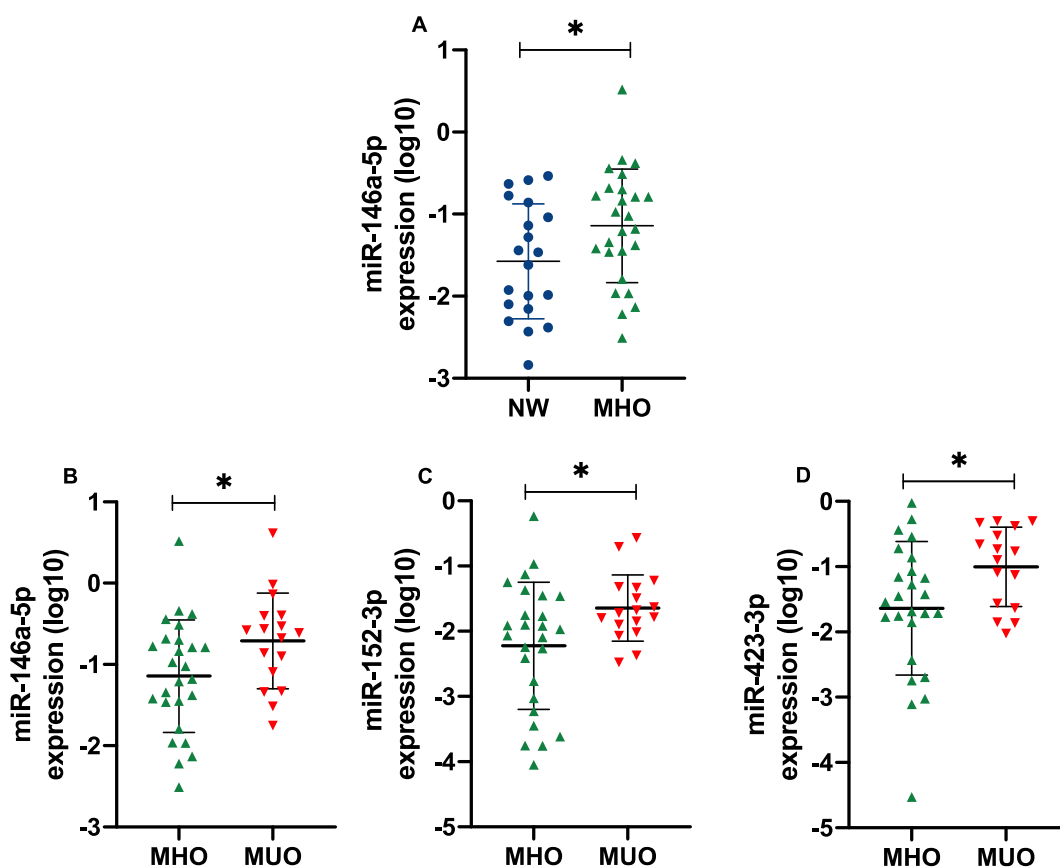 A
*
miR-146a-5p
expression (log10)
1
0
-1
-2
-3
NW MHO
B
*
miR-146a-5p
expression (log10)
1
0
-1
-2
-3
MHO MUO
C
*
miR-152-3p
expression (log10)
0
-1
-2
-3
-4
-5
MHO MUO
D
*
miR-423-3p
expression (log10)
-0
-1
-2
-3
-4
-5
MHO MUO